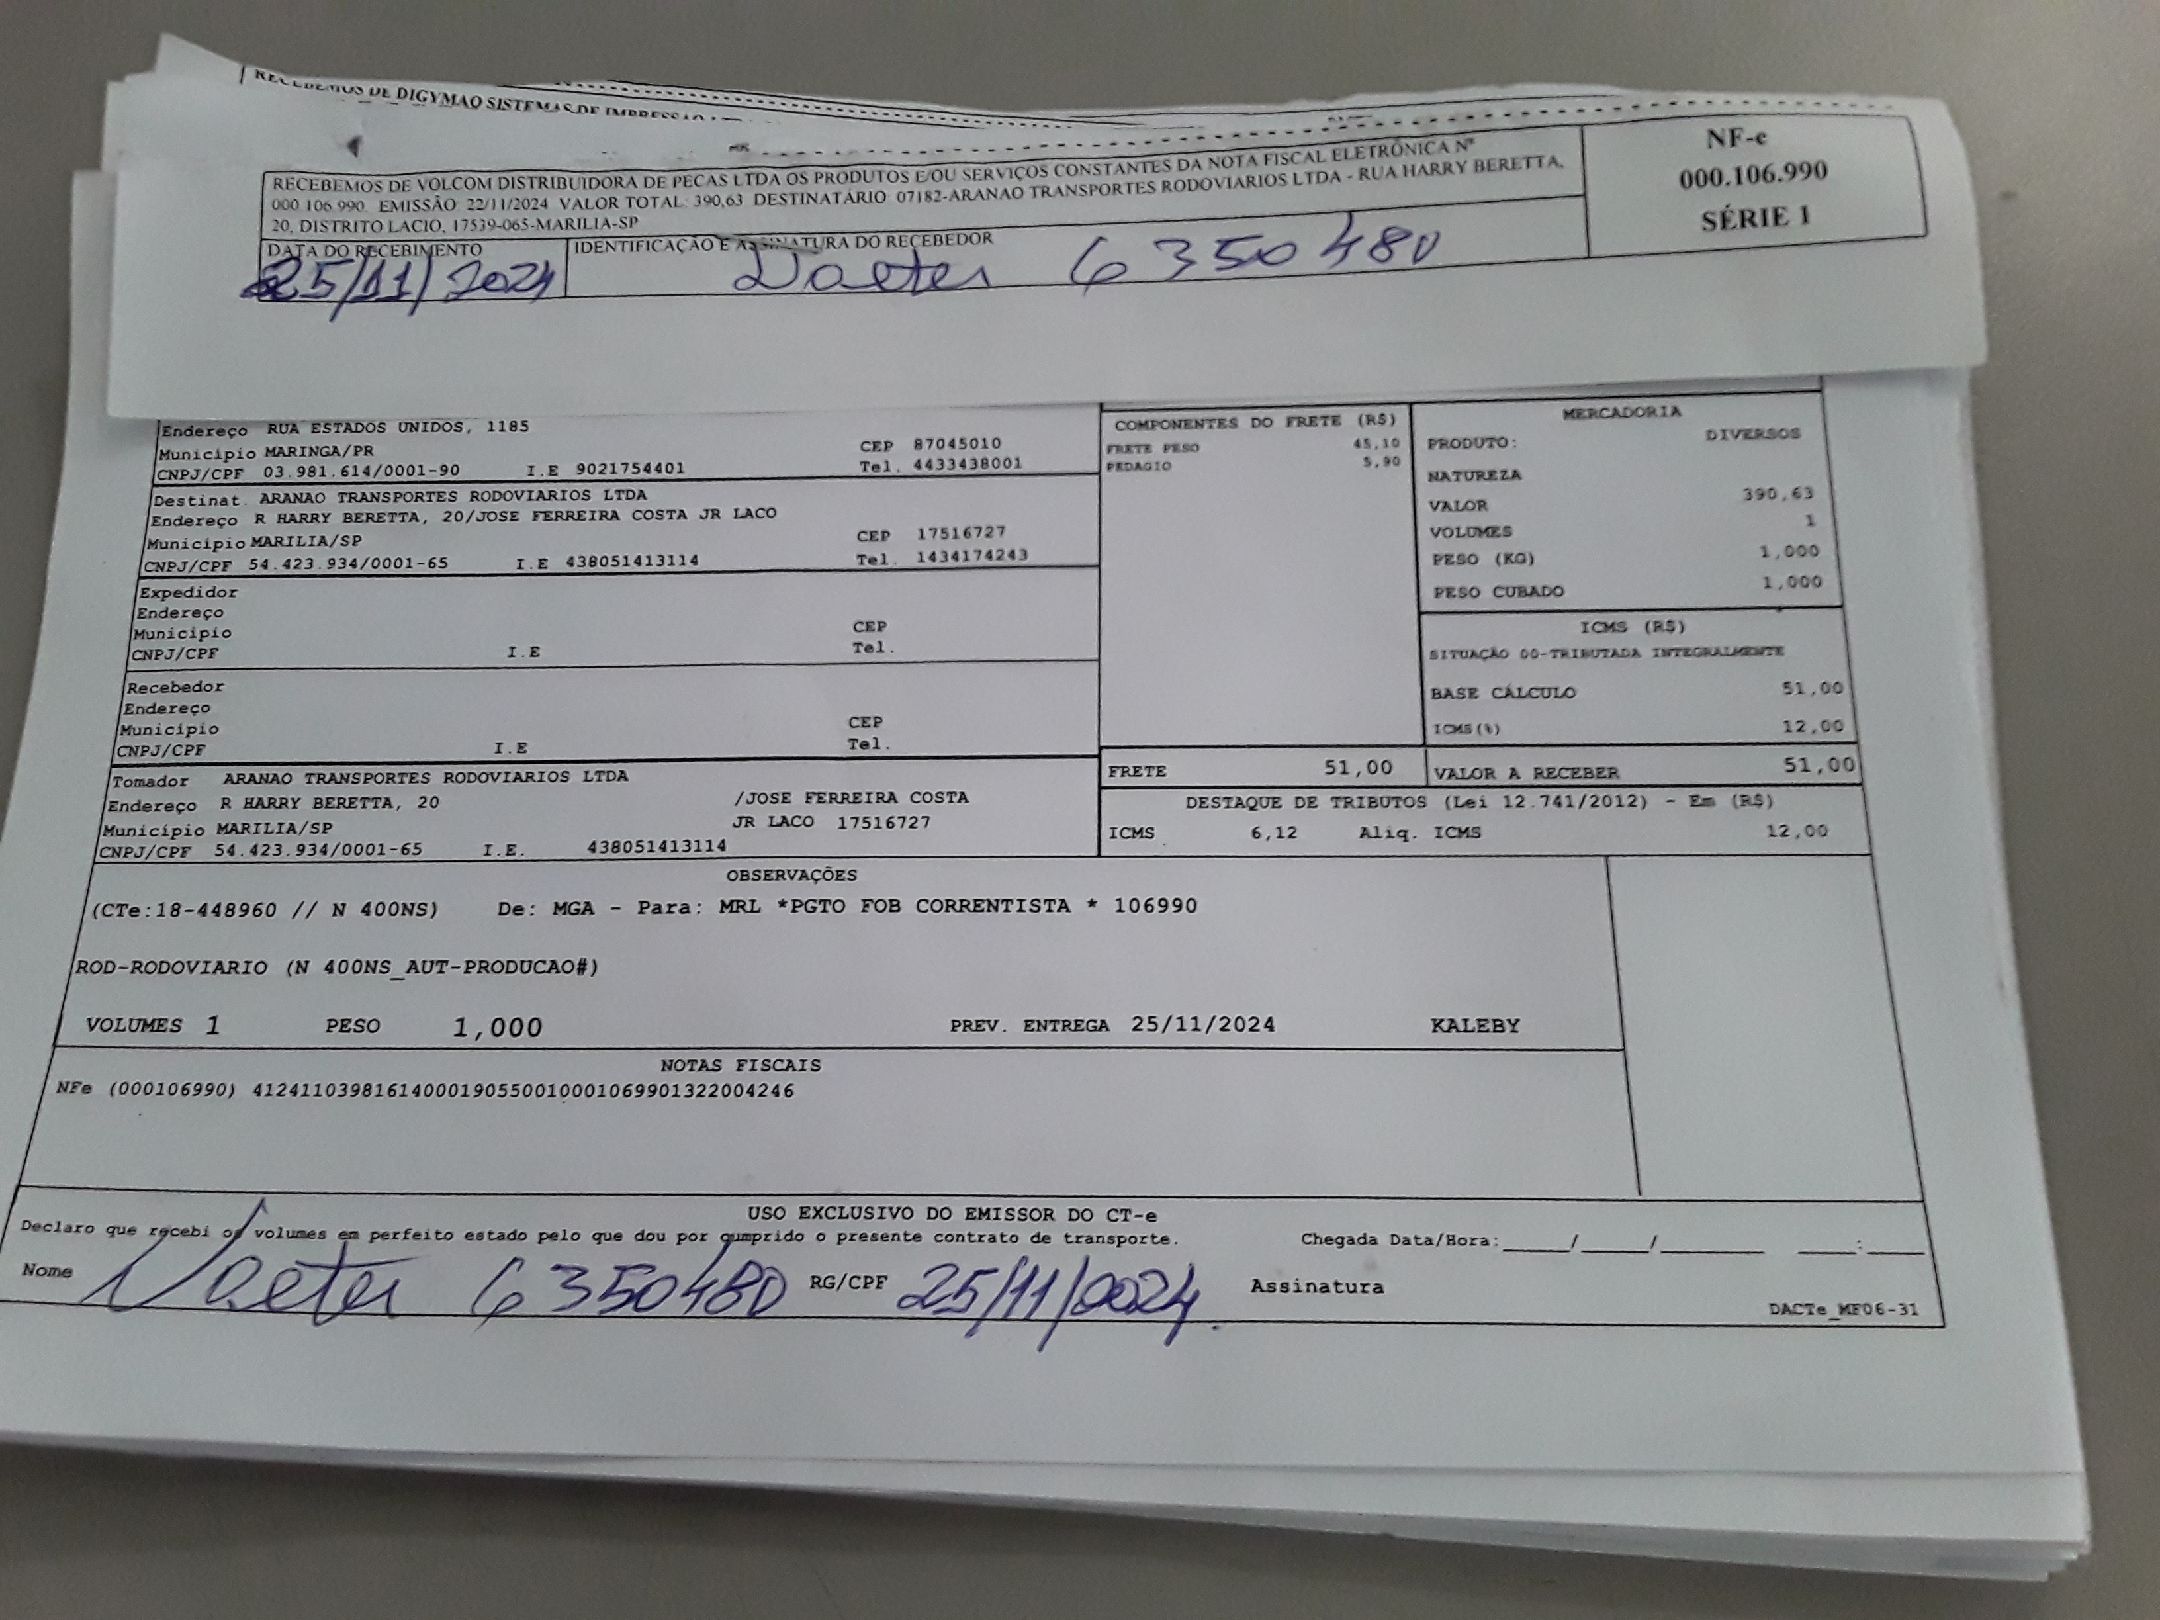 RECEBEMOS DE DIGYMAO SISTEMAS DE IMPRESSAO
RECEBEMOS DE VOLCOM DISTRIBUIDORA DE PECAS LTDA OS PRODUTOS E/OU SERVIÇOS CONSTANTES DA NOTA FISCAL ELETRÔNICA Nº
000.106.990. EMISSÃO: 22/11/2024 VALOR TOTAL: 390,63 DESTINATÁRIO: 07182-ARANAO TRANSPORTES RODOVIARIOS LTDA - RUA HARRY BERETTA,
20, DISTRITO LACIO, 17539-065-MARILIA-SP
NF-e
000.106.990
SÉRIE 1
DATA DO RECEBIMENTO IDENTIFICAÇÃO E ASSINATURA DO RECEBEDOR
25/11/2024 6350480
Endereço RUA ESTADOS UNIDOS, 1185
Municipio MARINGA/PR CEP 87045010
CNPJ/CPF 03.981.614/0001-90 I.E 9021754401 Tel. 4433438001
Destinat. ARANAO TRANSPORTES RODOVIARIOS LTDA
Endereço R HARRY BERETTA, 20/JOSE FERREIRA COSTA JR LACO
Municipio MARILIA/SP CEP 17516727
CNPJ/CPF 54.423.934/0001-65 I.E 438051413114 Tel. 1434174243
Expedidor
Endereço
Municipio CEP
CNPJ/CPF I.E Tel.
Recebedor
Endereço
Municipio CEP
CNPJ/CPF I.E Tel.
Tomador ARANAO TRANSPORTES RODOVIARIOS LTDA
Endereço R HARRY BERETTA, 20 /JOSE FERREIRA COSTA
Municipio MARILIA/SP JR LACO 17516727
CNPJ/CPF 54.423.934/0001-65 I.E. 438051413114
COMPONENTES DO FRETE (R$)
FRETE PESO 45,10
PEDAGIO 5,90
MERCADORIA
PRODUTO: DIVERSOS
NATUREZA
VALOR 390,63
VOLUMES 1
PESO (KG) 1,000
PESO CUBADO 1,000
ICMS (R$)
SITUAÇÃO 00-TRIBUTADA INTEGRALMENTE
BASE CÁLCULO 51,00
ICMS(%) 12,00
FRETE 51,00 VALOR A RECEBER 51,00
DESTAQUE DE TRIBUTOS (Lei 12.741/2012) - Em (R$)
ICMS 6,12 Aliq. ICMS 12,00
OBSERVAÇÕES
(CTe:18-448960 // N 400NS) De: MGA - Para: MRL *PGTO FOB CORRENTISTA * 106990
ROD-RODOVIARIO (N 400NS_AUT-PRODUCAO#)
VOLUMES 1 PESO 1,000 PREV. ENTREGA 25/11/2024 KALEBY
NOTAS FISCAIS
NFe (000106990) 41241103981614000190550010001069901322004246
USO EXCLUSIVO DO EMISSOR DO CT-e
Declaro que recebi os volumes em perfeito estado pelo que dou por cumprido o presente contrato de transporte. Chegada Data/Hora:_____/_____/________ ____:____
Nome 6350480 RG/CPF 25/11/2024 Assinatura
DACTe_MF06-31